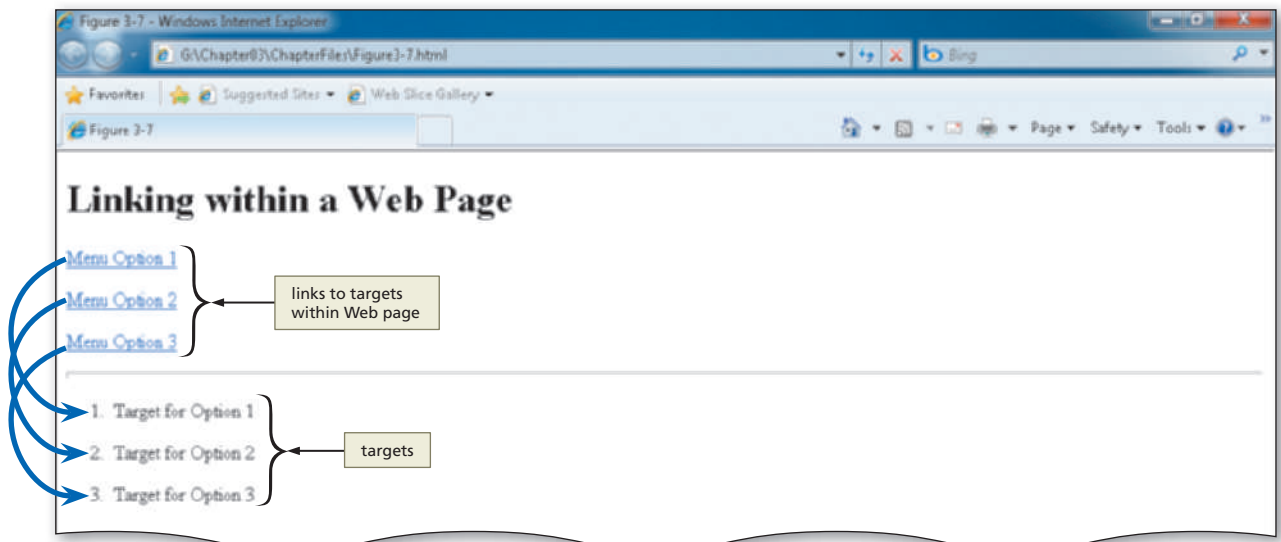 Figure 3-7 - Windows Internet Explorer
G:\Chapter03\ChapterFiles\Figure3-7.html
Bing
Favorites Suggested Sites Web Slice Gallery
Figure 3-7
Page Safety Tools
Linking within a Web Page
Menu Option 1
Menu Option 2
Menu Option 3
links to targets
within Web page
1. Target for Option 1
2. Target for Option 2
3. Target for Option 3
targets